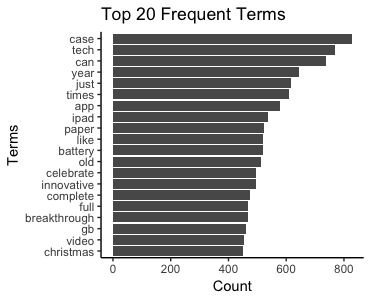 Top 20 Frequent Terms
Terms
case
tech
can
year
just
times
app
ipad
paper
like
battery
old
celebrate
innovative
complete
full
breakthrough
gb
video
christmas
0 200 400 600 800
Count